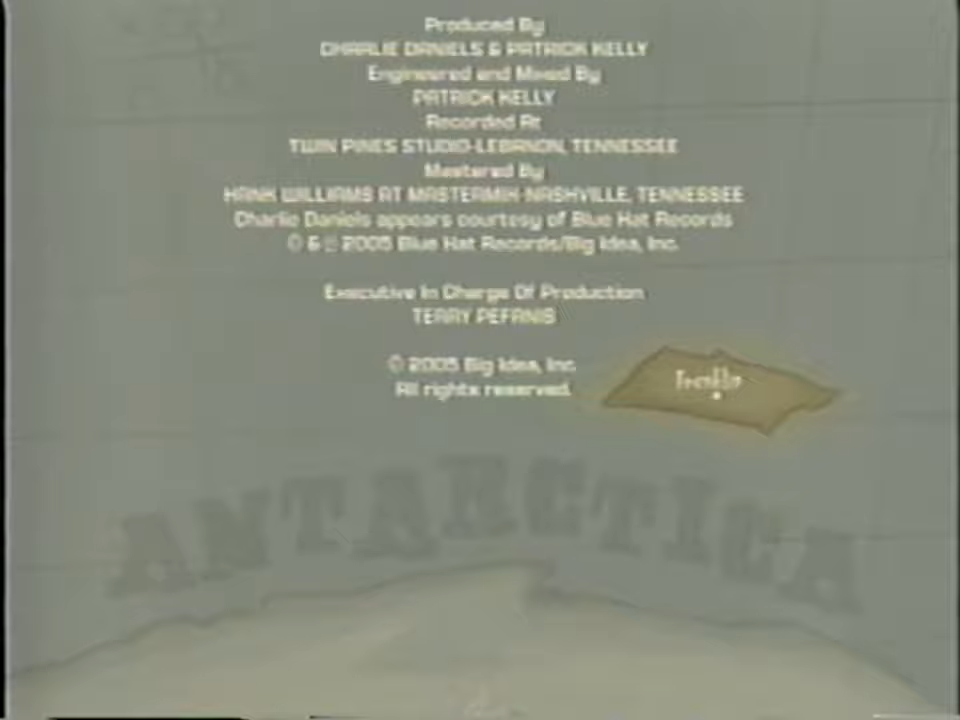 Produced By
CHARLIE DANIELS & PATRICK KELLY
Engineered and Mixed By
PATRICK KELLY
Recorded At
TWIN PINES STUDIO-LEBANON, TENNESSEE
Mastered By
HANK WILLIAMS AT MASTERMIX-NASHVILLE, TENNESSEE
Charlie Daniels appears courtesy of Blue Hat Records
© & ℗ 2005 Blue Hat Records/Big Idea, Inc.
Executive In Charge Of Production
TERRY PEFANIS
© 2005 Big Idea, Inc.
All rights reserved.
Franklin
ANTARCTICA